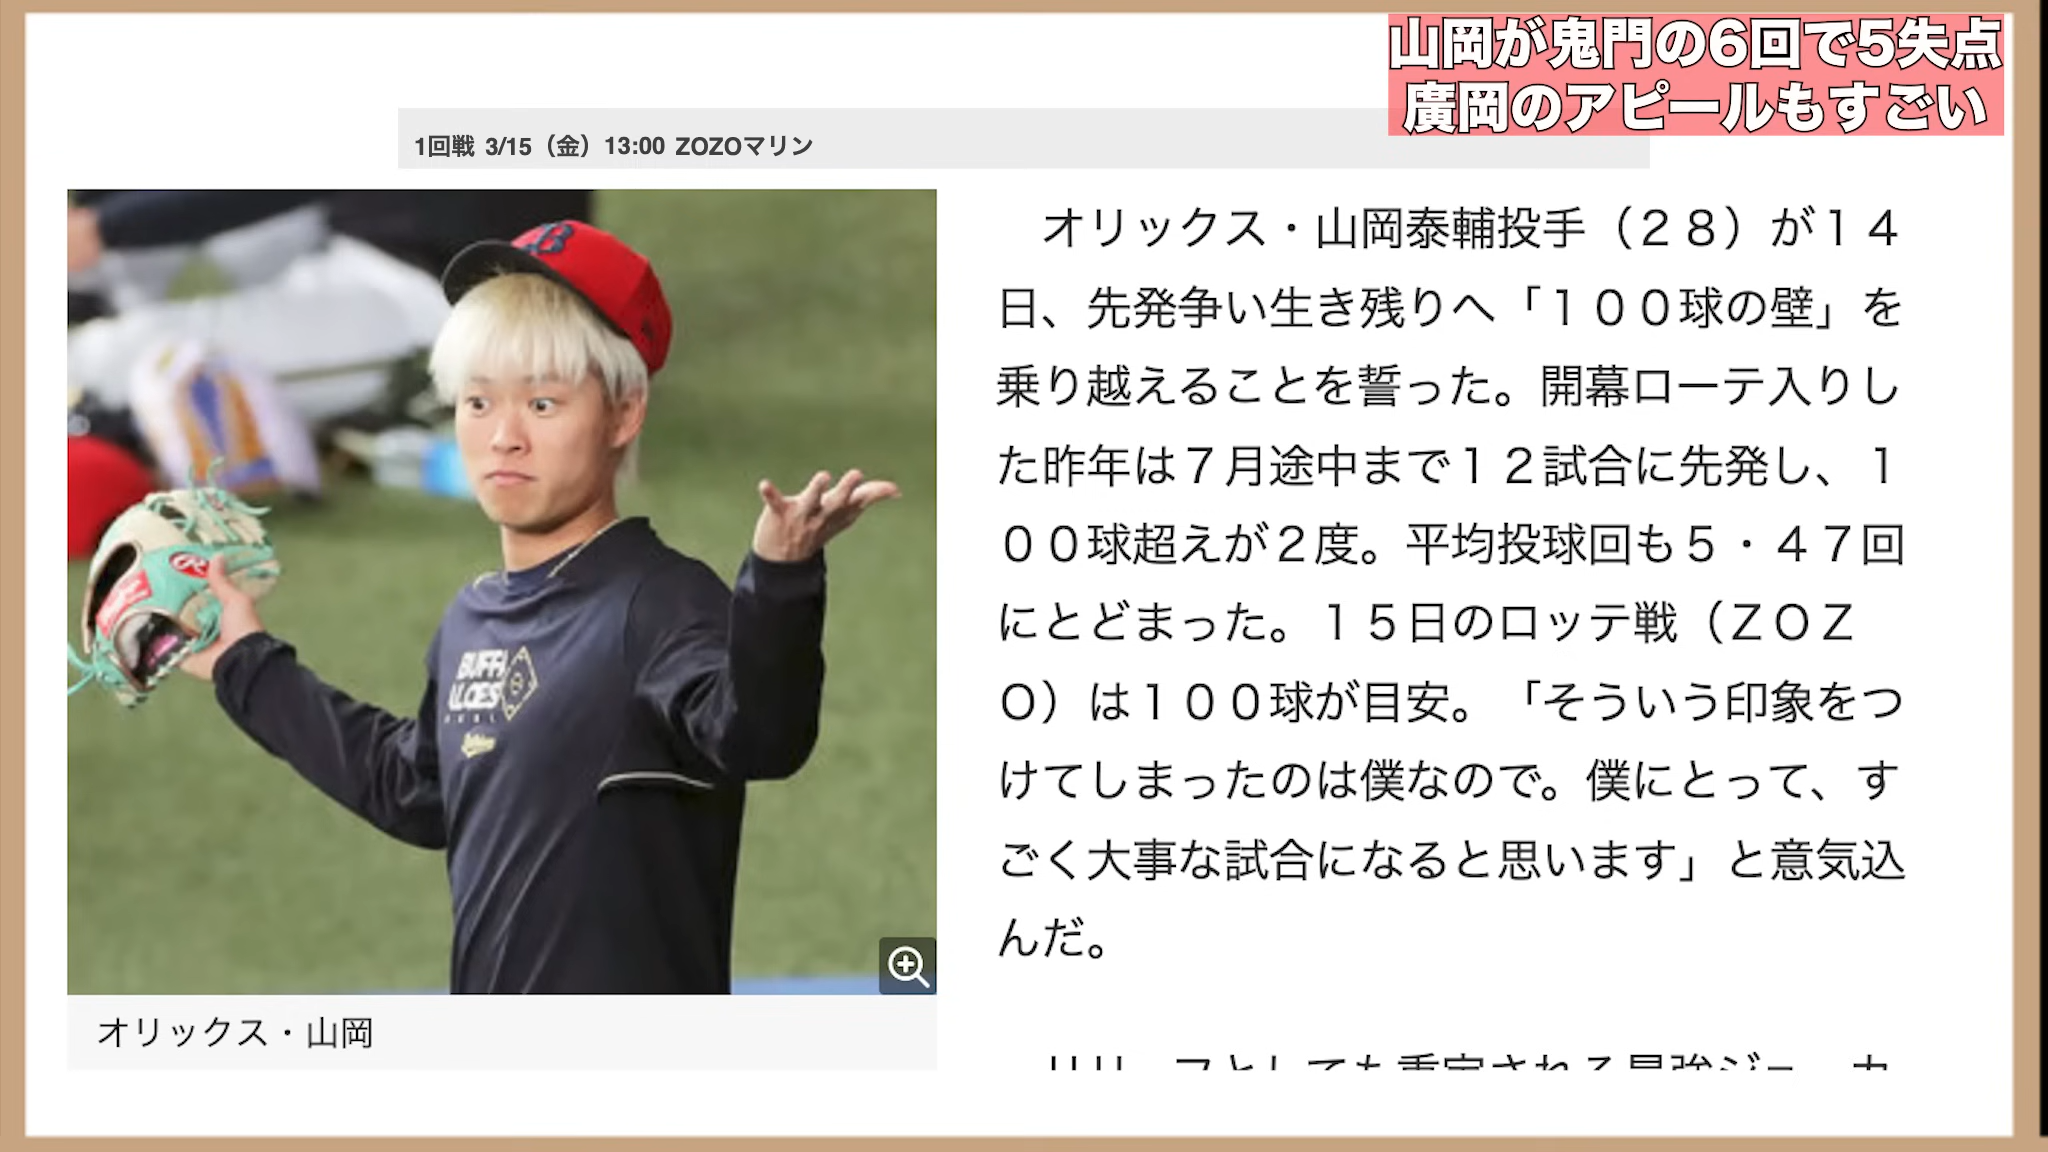 山岡が鬼門の6回で5失点
廣岡のアピールもすごい
1回戦 3/15（金）13:00 ZOZOマリン
オリックス・山岡泰輔投手（２８）が１４
日、先発争い生き残りへ「１００球の壁」を
乗り越えることを誓った。開幕ローテ入りし
た昨年は７月途中まで１２試合に先発し、１
００球超えが２度。平均投球回も５・４７回
にとどまった。１５日のロッテ戦（ＺＯＺ
Ｏ）は１００球が目安。「そういう印象をつ
けてしまったのは僕なので。僕にとって、す
ごく大事な試合になると思います」と意気込
んだ。
B
BUFFA
LOES
オリックス・山岡